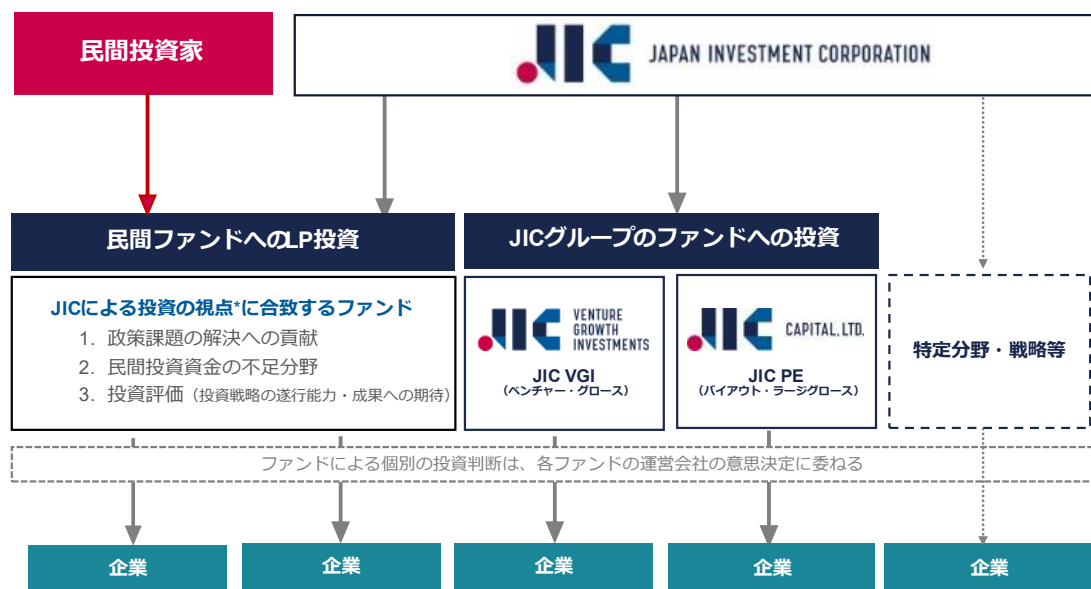 民間投資家
JIC JAPAN INVESTMENT CORPORATION
民間ファンドへのLP投資
JICグループのファンドへの投資
JICによる投資の視点*に合致するファンド
1. 政策課題の解決への貢献
2. 民間投資資金の不足分野
3. 投資評価（投資戦略の遂行能力・成果への期待）
JIC VENTURE
GROWTH
INVESTMENTS
JIC VGI
（ベンチャー・グロース）
JIC CAPITAL, LTD.
JIC PE
（バイアウト・ラージグロース）
特定分野・戦略等
ファンドによる個別の投資判断は、各ファンドの運営会社の意思決定に委ねる
企業
企業
企業
企業
企業